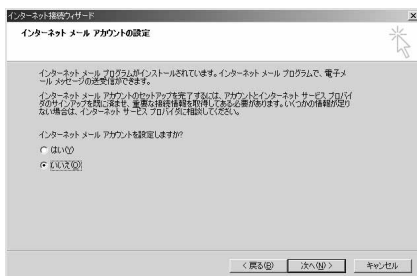 インターネット接続ウィザード
インターネット メール アカウントの設定
インターネット メール プログラムがインストールされています。インターネット メール プログラムで、電子メ
ール メッセージの送受信ができます。
インターネット メール アカウントのセットアップを完了するには、アカウントとインターネット サービス プロバイ
ダのサインアップを既に済ませ、重要な接続情報を取得してある必要があります。いくつかの情報が足り
ない場合は、インターネット サービス プロバイダに相談してください。
インターネット メール アカウントを設定しますか?
はい(Y)
いいえ(O)
< 戻る(B)
次へ(N) >
キャンセル